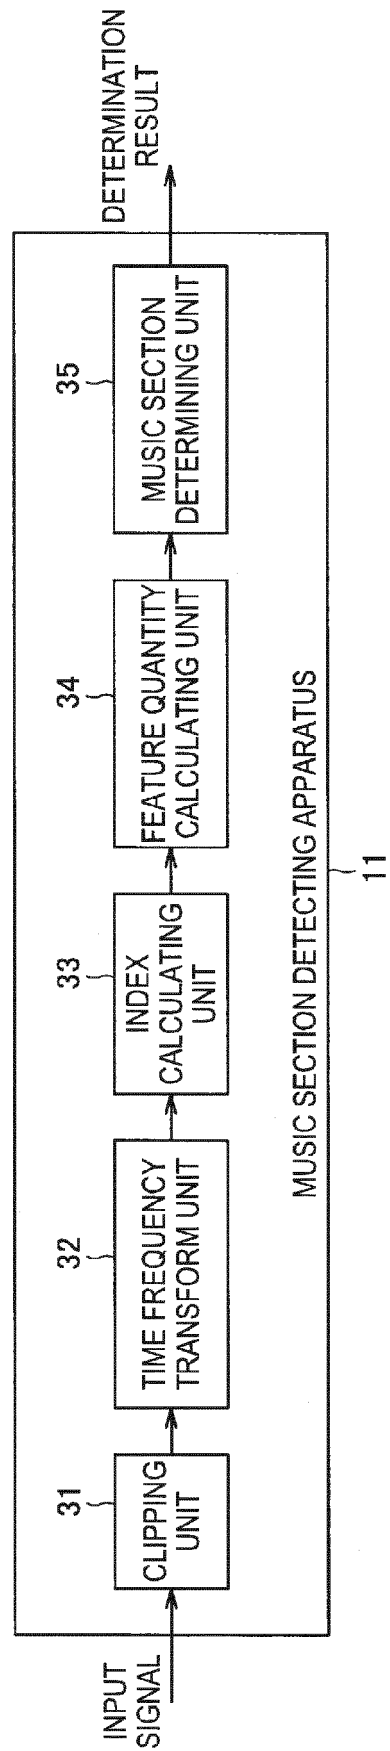 INPUT
SIGNAL
31
CLIPPING
UNIT
32
TIME FREQUENCY
TRANSFORM UNIT
33
INDEX
CALCULATING
UNIT
34
FEATURE QUANTITY
CALCULATING UNIT
35
MUSIC SECTION
DETERMINING UNIT
DETERMINATION
RESULT
MUSIC SECTION DETECTING APPARATUS
11